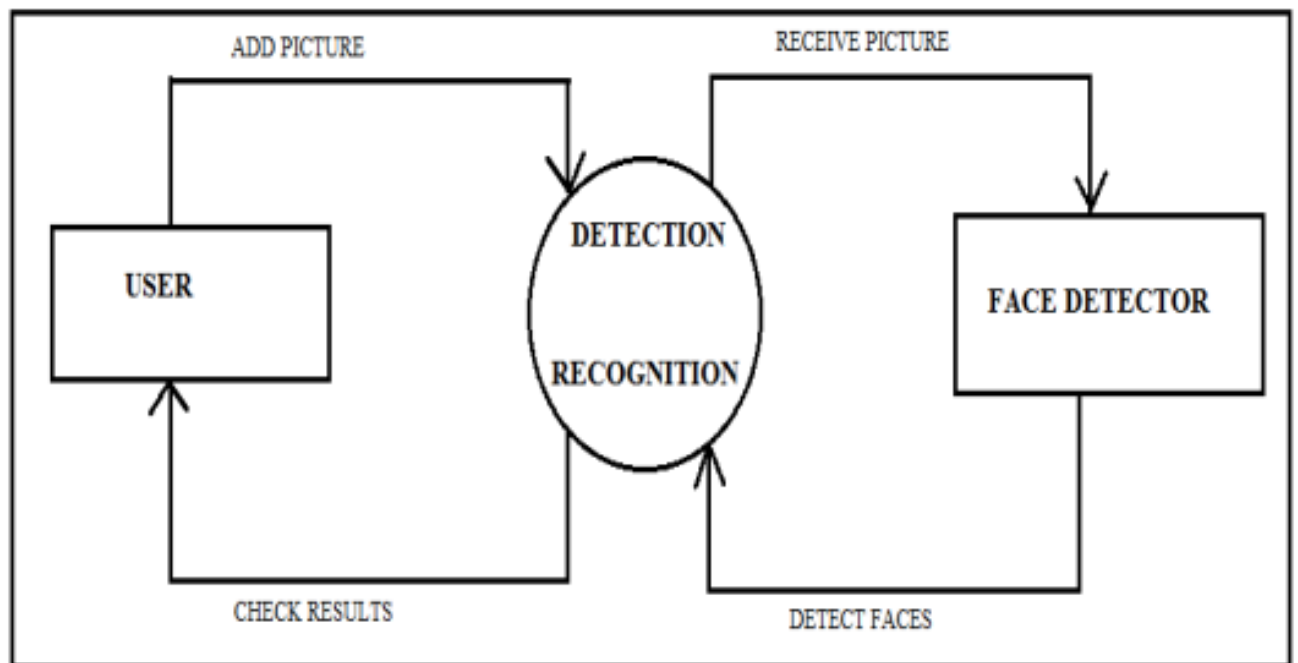 ADD PICTURE
RECEIVE PICTURE
DETECTION
USER
FACE DETECTOR
RECOGNITION
CHECK RESULTS
DETECT FACES